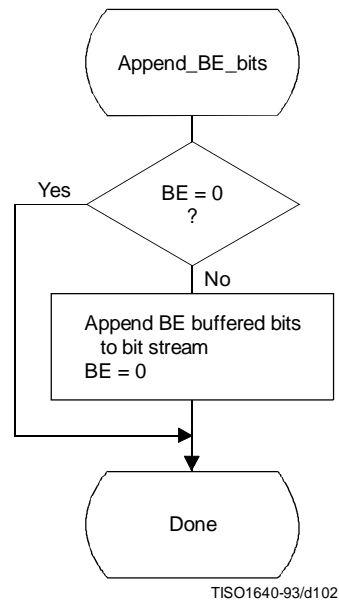 Append_BE_bits
Yes
BE = 0
?
No
Append BE buffered bits
to bit stream
BE = 0
Done
TISO1640-93/d102